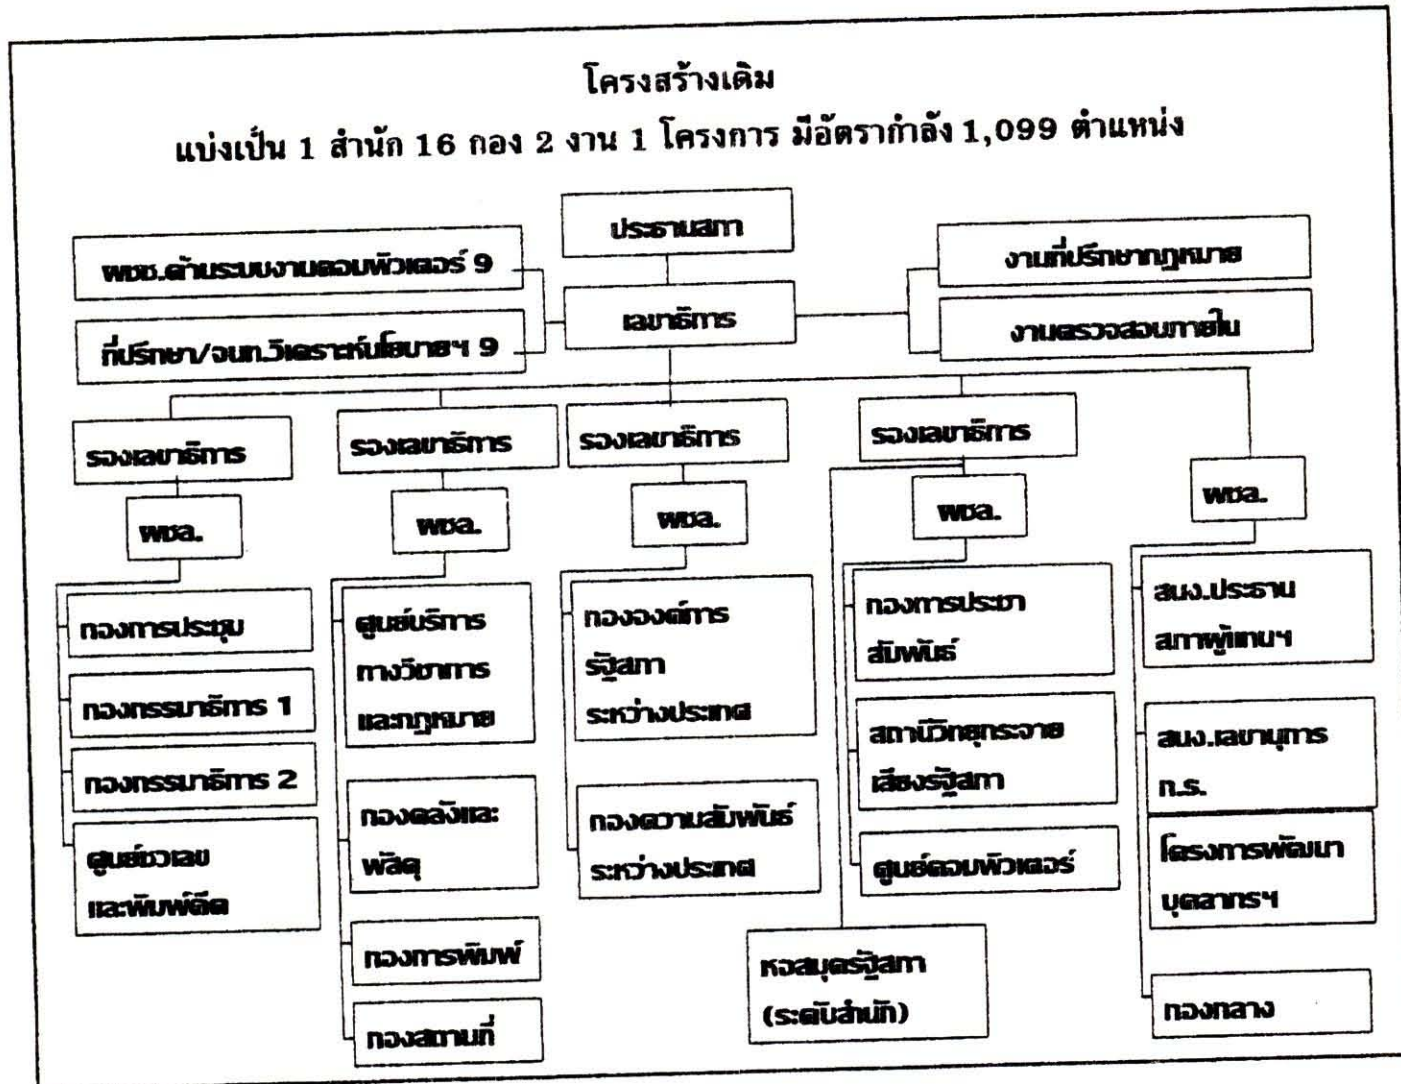 โครงสร้างเดิม
แบ่งเป็น 1 สำนัก 16 กอง 2 งาน 1 โครงการ มีอัตรากำลัง 1,099 ตำแหน่ง
ประธานสภา
ผชช.ด้านระบบงานคอมพิวเตอร์ 9
งานที่ปรึกษากฎหมาย
เลขาธิการ
ที่ปรึกษา/จนท.วิเคราะห์นโยบายฯ 9
งานตรวจสอบภายใน
รองเลขาธิการ
รองเลขาธิการ
รองเลขาธิการ
รองเลขาธิการ
ผชล.
ผชล.
ผชล.
ผชล.
ผชล.
กองการประชุม
กองกรรมาธิการ 1
กองกรรมาธิการ 2
ศูนย์ชวเลข
และพิมพ์ดีด
ศูนย์บริการ
ทางวิชาการ
และกฎหมาย
กองคลังและ
พัสดุ
กองการพิมพ์
กองสถานที่
กององค์การ
รัฐสภา
ระหว่างประเทศ
กองความสัมพันธ์
ระหว่างประเทศ
กองการประชา
สัมพันธ์
สถานีวิทยุกระจาย
เสียงรัฐสภา
ศูนย์คอมพิวเตอร์
หอสมุดรัฐสภา
(ระดับสำนัก)
สนง.ประธาน
สภาผู้แทนฯ
สนง.เลขานุการ
ก.ร.
โครงการพัฒนา
บุคลากรฯ
กองกลาง